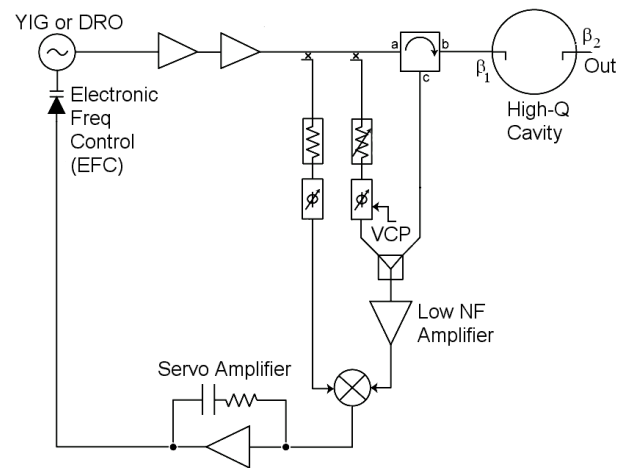 YIG or DRO
a
b
c
β1
β2
Out
High-Q
Cavity
Electronic
Freq
Control
(EFC)
ϕ
ϕ
VCP
Low NF
Amplifier
Servo Amplifier